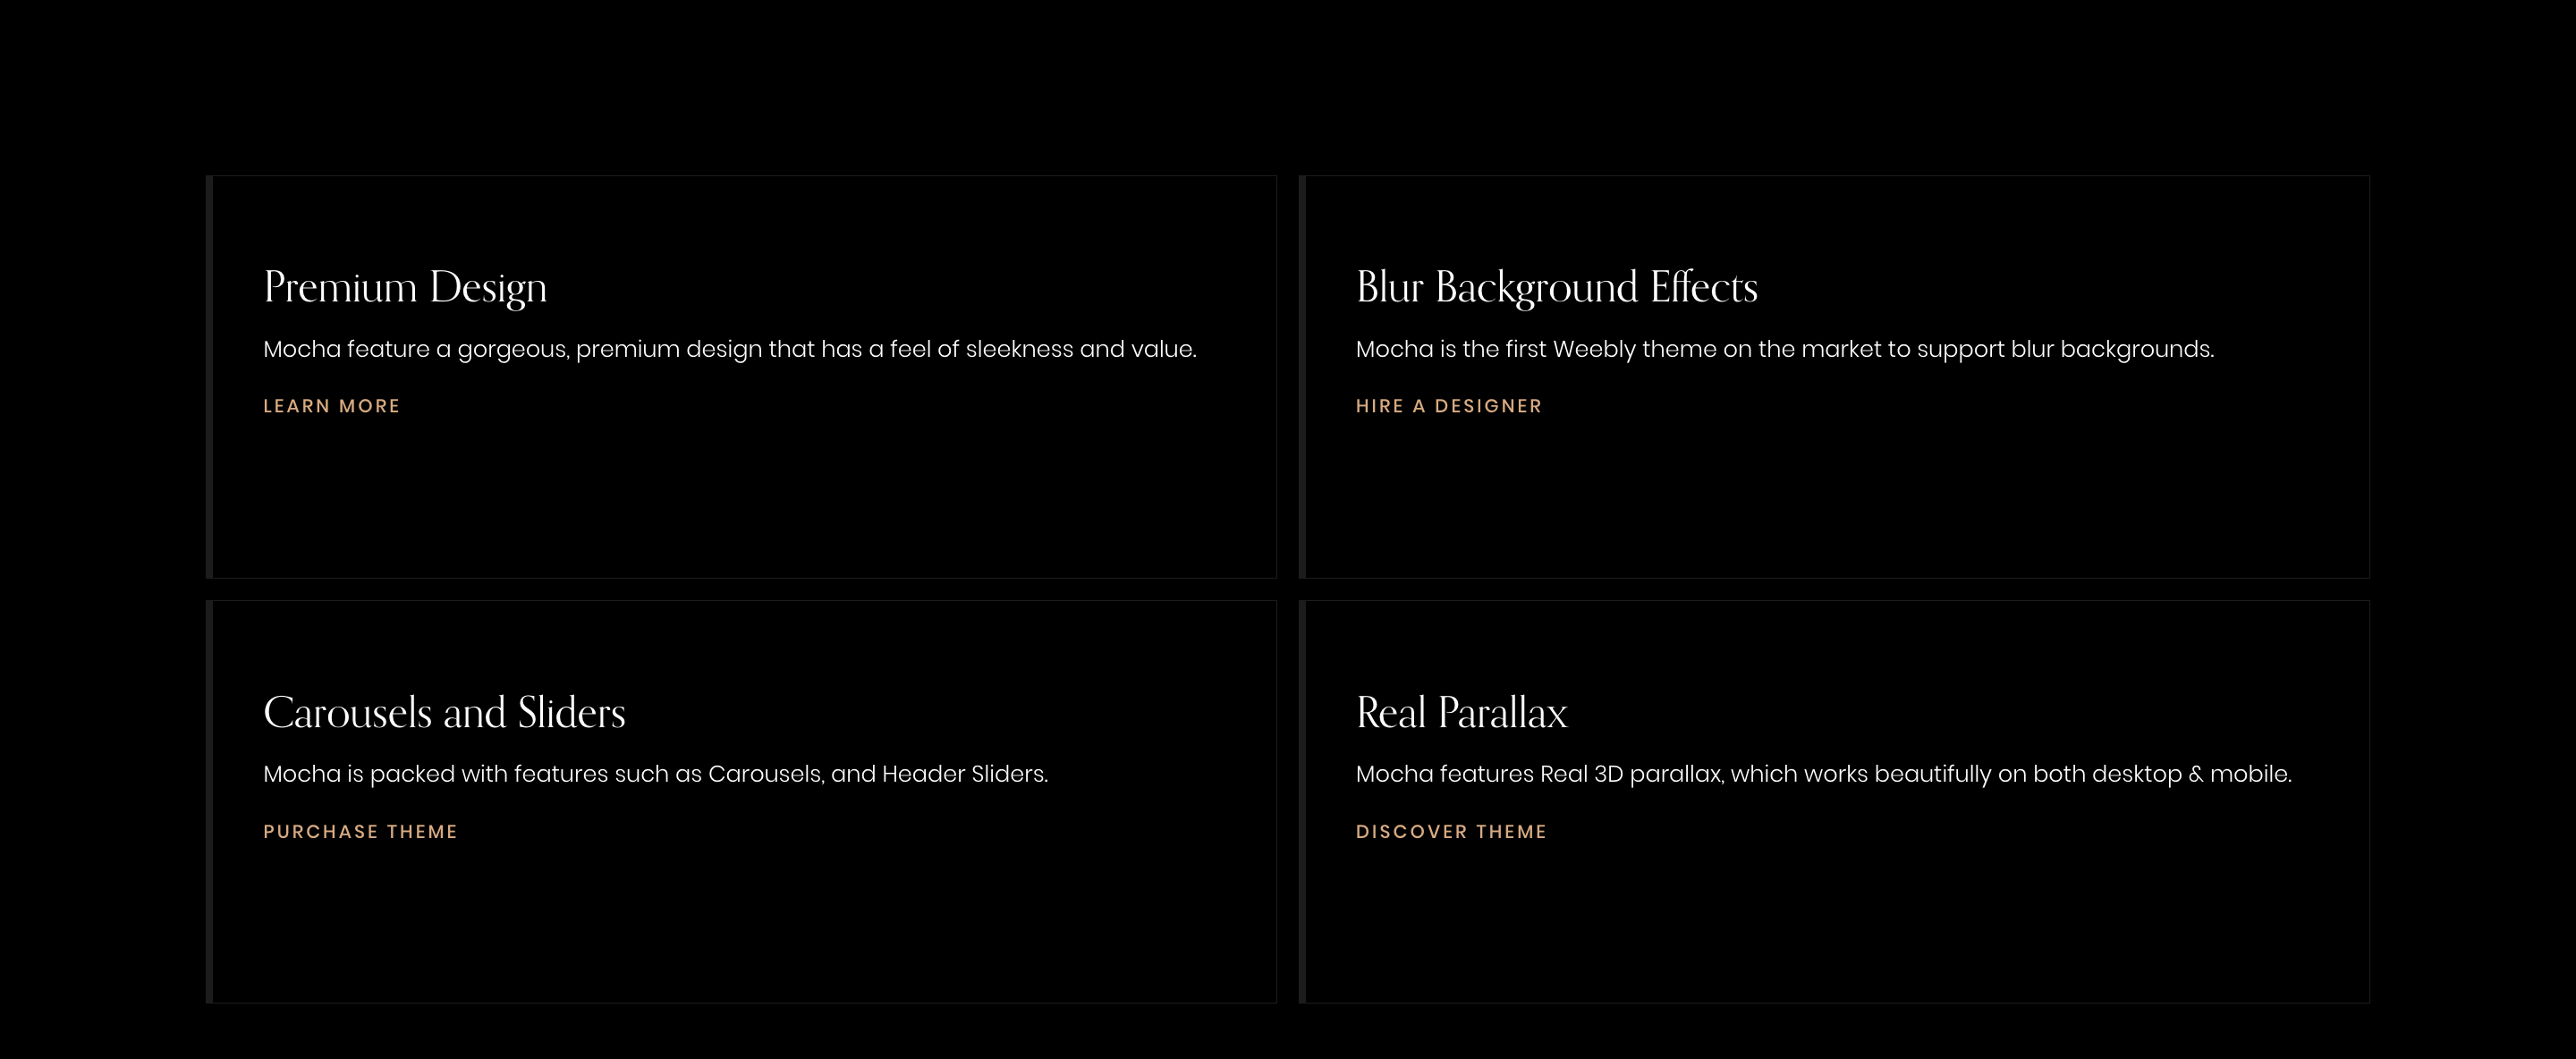 Premium Design
Mocha feature a gorgeous, premium design that has a feel of sleekness and value.
LEARN MORE
Blur Background Effects
Mocha is the first Weebly theme on the market to support blur backgrounds.
HIRE A DESIGNER
Carousels and Sliders
Mocha is packed with features such as Carousels, and Header Sliders.
PURCHASE THEME
Real Parallax
Mocha features Real 3D parallax, which works beautifully on both desktop & mobile.
DISCOVER THEME